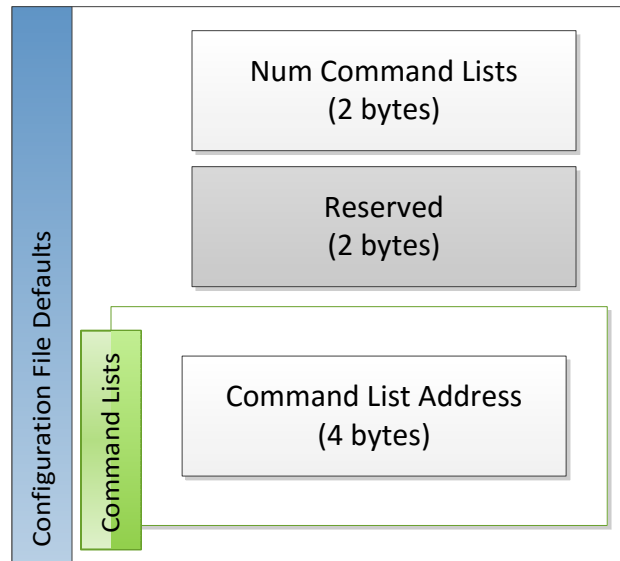 Configuration File Defaults
Num Command Lists
(2 bytes)
Reserved
(2 bytes)
Command Lists
Command List Address
(4 bytes)